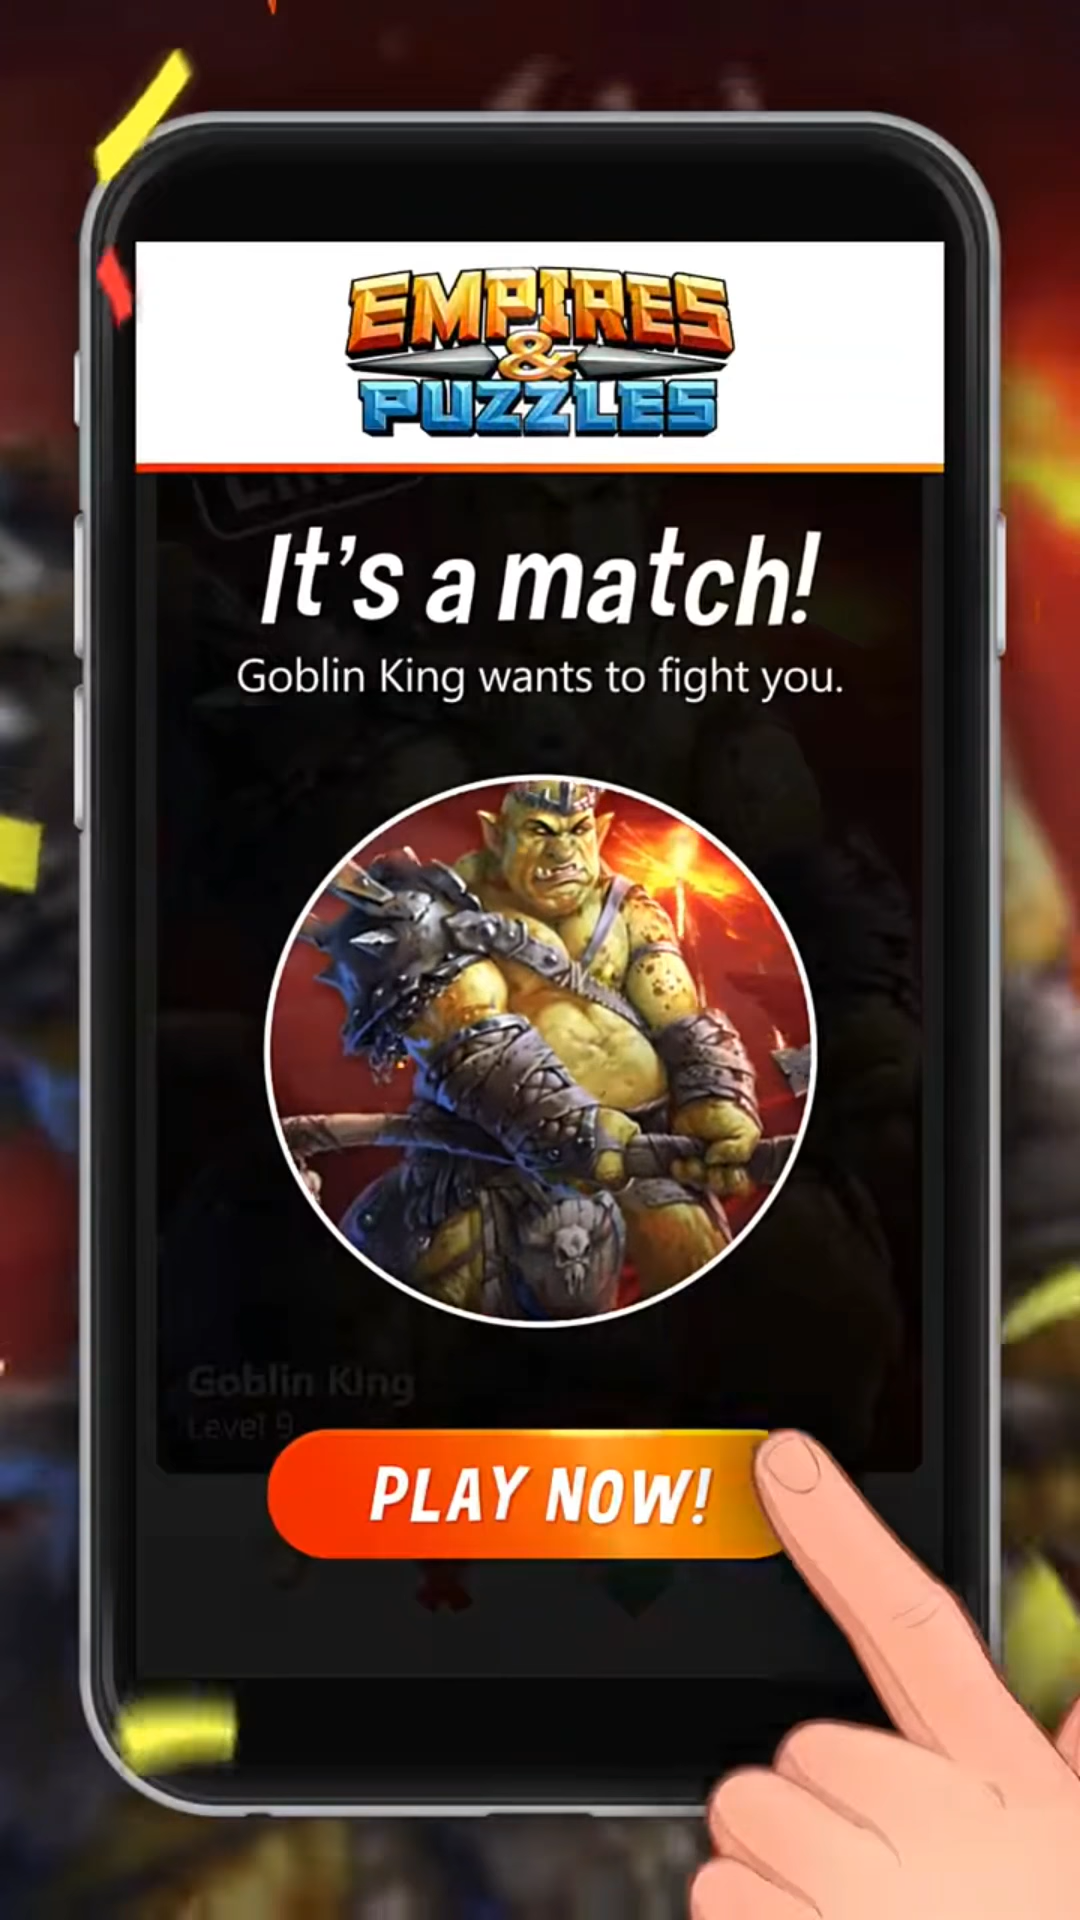 EMPIRES
&
PUZZLES
It's a match!
Goblin King wants to fight you.
Goblin King
Level 9
PLAY NOW!